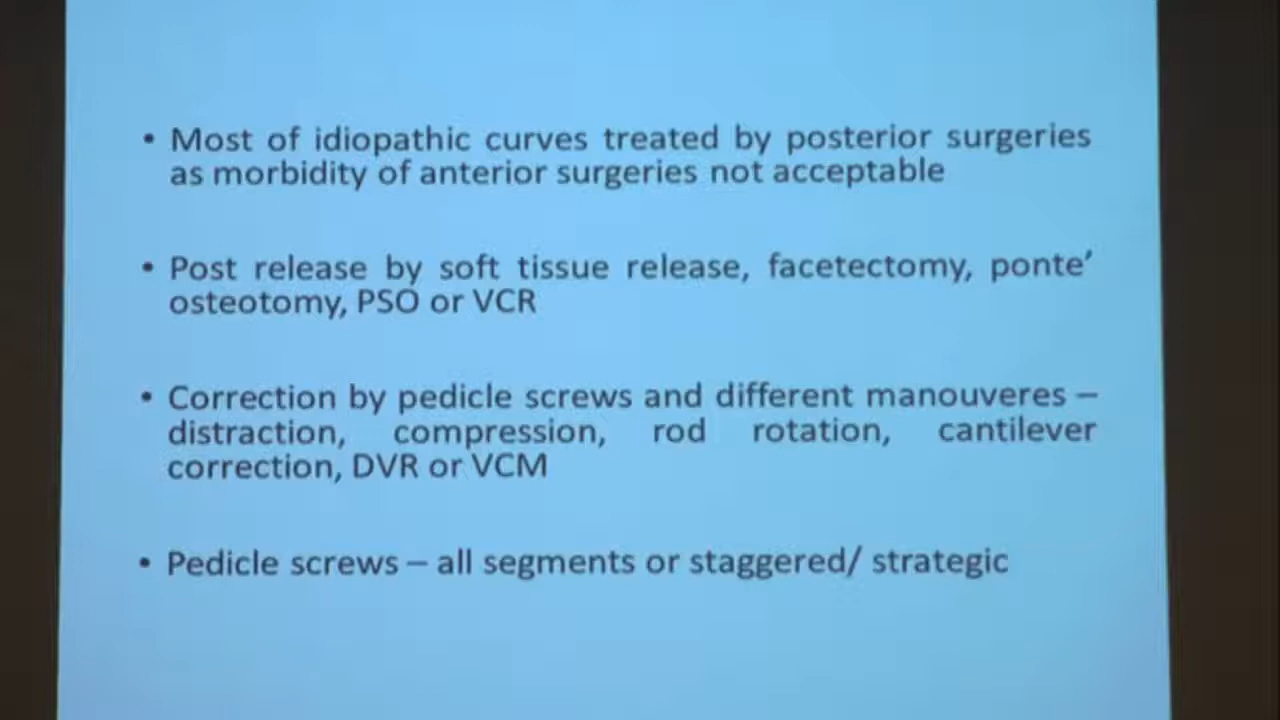 • Most of idiopathic curves treated by posterior surgeries
as morbidity of anterior surgeries not acceptable
• Post release by soft tissue release, facetectomy, ponte’
osteotomy, PSO or VCR
• Correction by pedicle screws and different manouveres –
distraction, compression, rod rotation, cantilever
correction, DVR or VCM
• Pedicle screws – all segments or staggered/ strategic